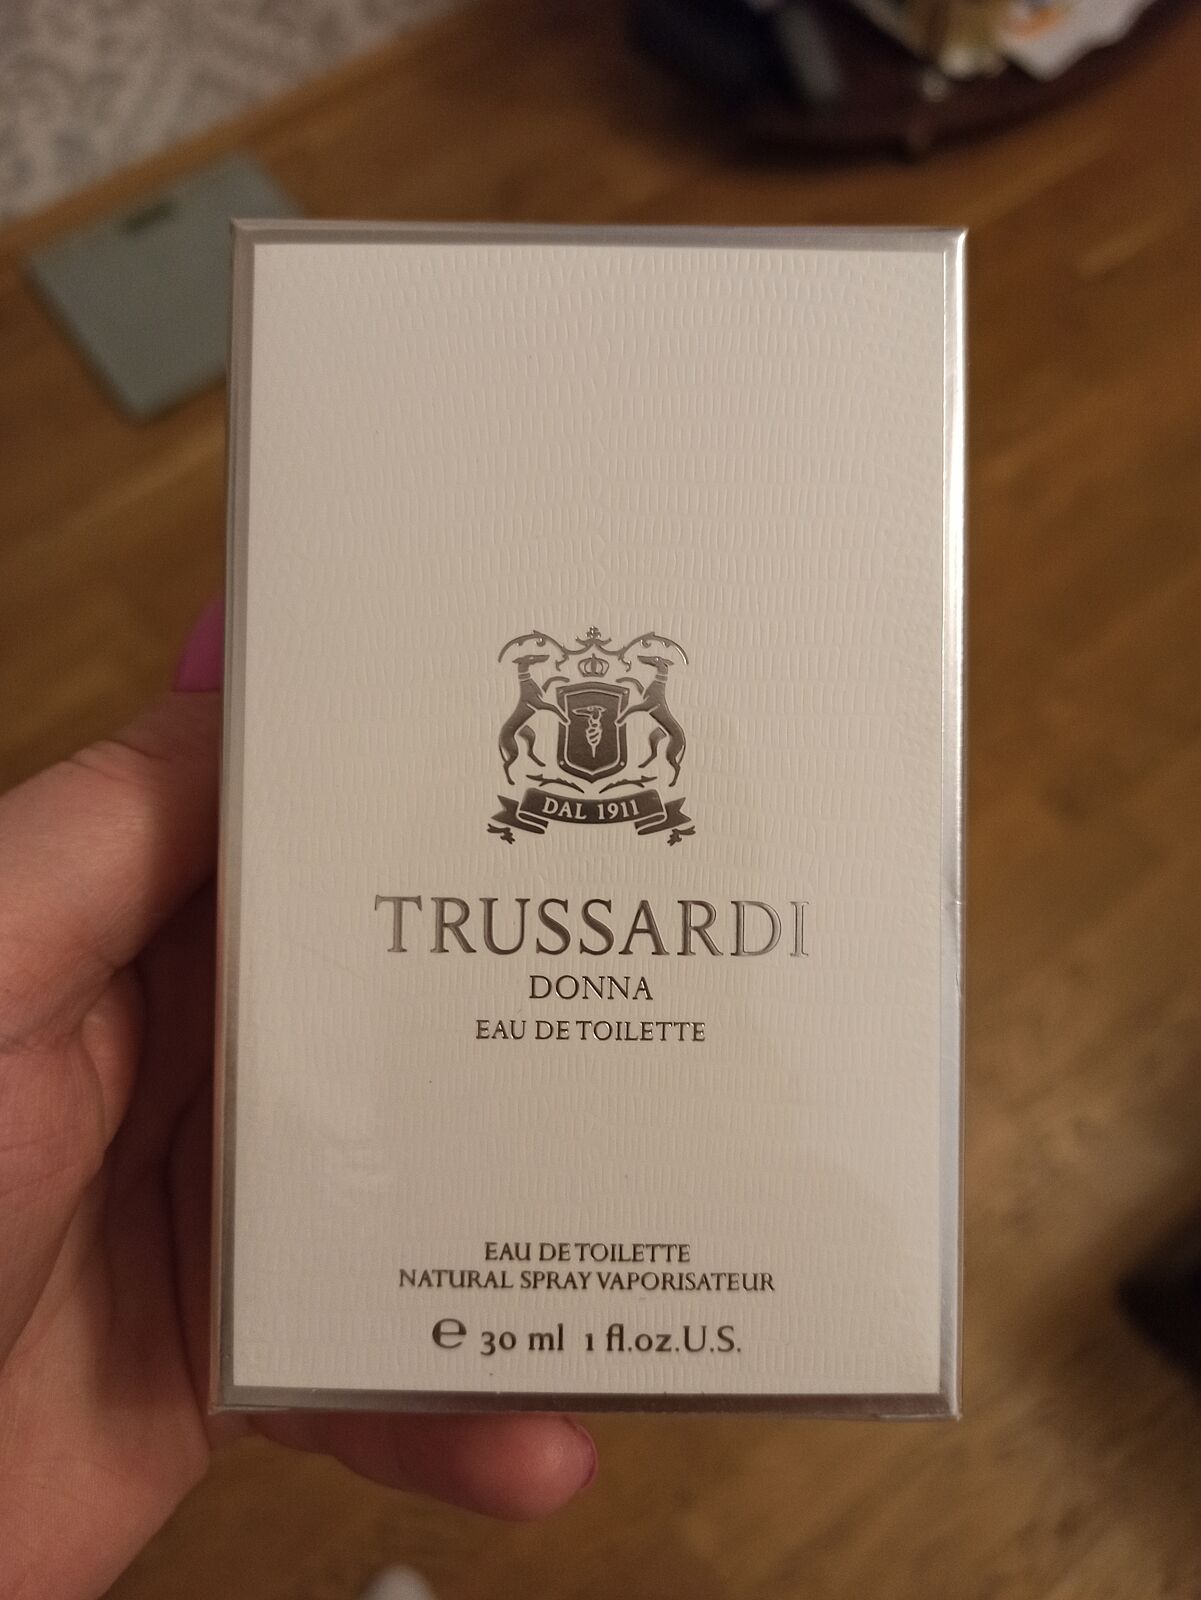 DAL 1911
TRUSSARDI
DONNA
EAU DE TOILETTE
EAU DE TOILETTE
NATURAL SPRAY VAPORISATEUR
℮ 30 ml 1 fl.oz.U.S.